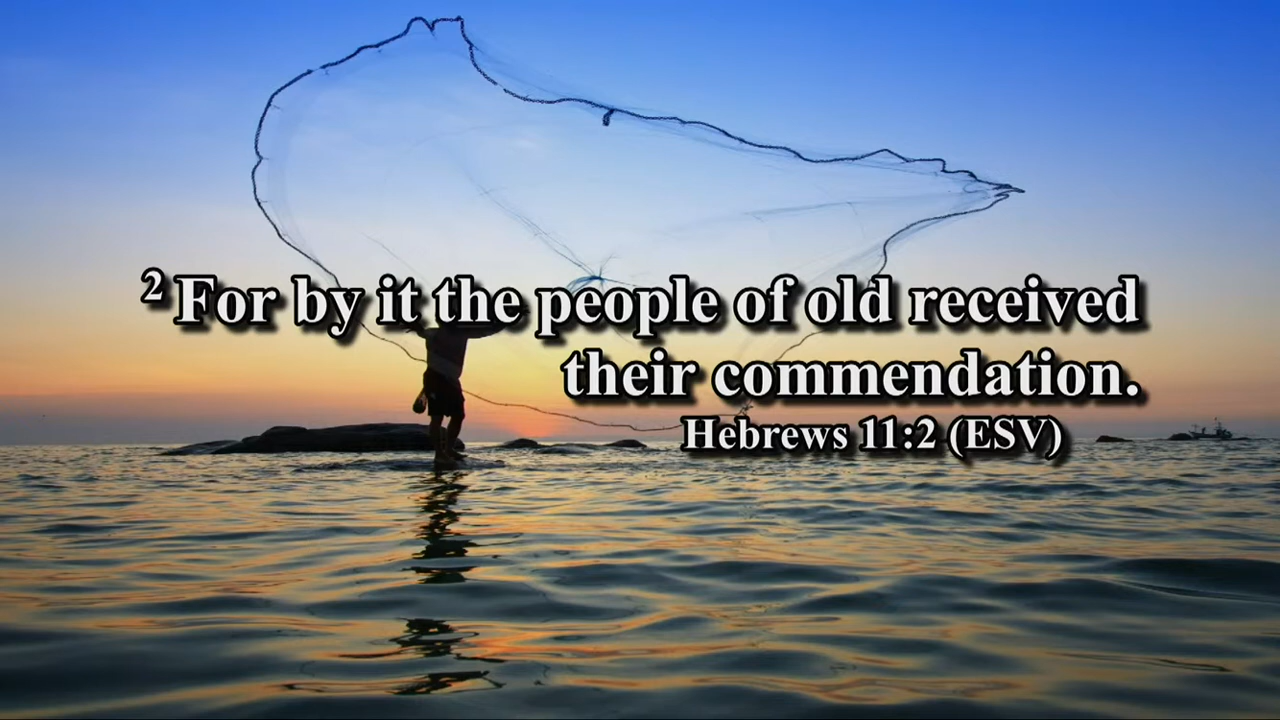 2 For by it the people of old received
their commendation.
Hebrews 11:2 (ESV)